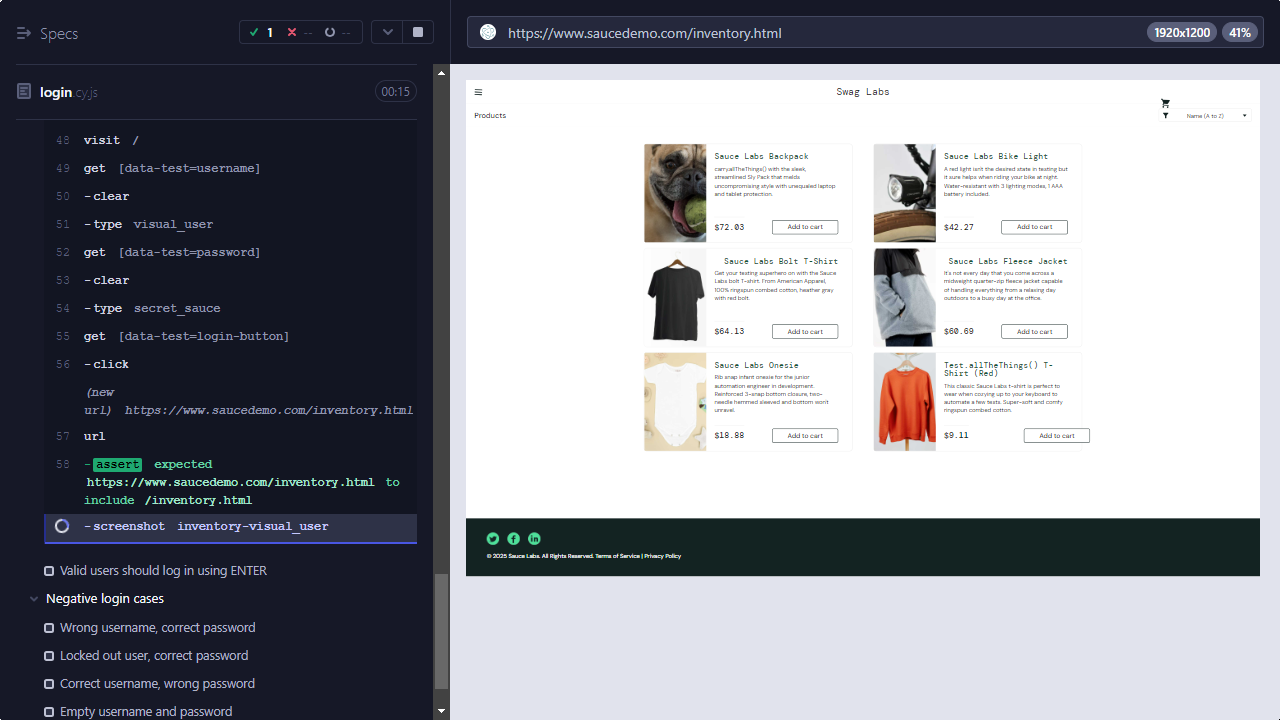 Specs
1 -- --
login.cy.js 00:15
48 visit /
49 get [data-test=username]
50 -clear
51 -type visual_user
52 get [data-test=password]
53 -clear
54 -type secret_sauce
55 get [data-test=login-button]
56 -click
(new
url) https://www.saucedemo.com/inventory.html
57 url
58 -assert expected
https://www.saucedemo.com/inventory.html to
include /inventory.html
-screenshot inventory-visual_user
Valid users should log in using ENTER
Negative login cases
Wrong username, correct password
Locked out user, correct password
Correct username, wrong password
Empty username and password
https://www.saucedemo.com/inventory.html 1920x1200 41%
Swag Labs
Products
Name (A to Z)
Sauce Labs Backpack
carry.allTheThings() with the sleek,
streamlined Sly Pack that melds
uncompromising style with unequaled laptop
and tablet protection.
$72.03 Add to cart
Sauce Labs Bike Light
A red light isn't the desired state in testing but
it sure helps when riding your bike at night.
Water-resistant with 3 lighting modes, 1 AAA
battery included.
$42.27 Add to cart
Sauce Labs Bolt T-Shirt
Get your testing superhero on with the Sauce
Labs bolt T-shirt. From American Apparel,
100% ringspun combed cotton, heather gray
with red bolt.
$64.13 Add to cart
Sauce Labs Fleece Jacket
It's not every day that you come across a
midweight quarter-zip fleece jacket capable
of handling everything from a relaxing day
outdoors to a busy day at the office.
$60.69 Add to cart
Sauce Labs Onesie
Rib snap infant onesie for the junior
automation engineer in development.
Reinforced 3-snap bottom closure, two-
needle hemmed sleeved and bottom won't
unravel.
$18.88 Add to cart
Test.allTheThings() T-
Shirt (Red)
This classic Sauce Labs t-shirt is perfect to
wear when cozying up to your keyboard to
automate a few tests. Super-soft and comfy
ringspun combed cotton.
$9.11 Add to cart
© 2025 Sauce Labs. All Rights Reserved. Terms of Service | Privacy Policy